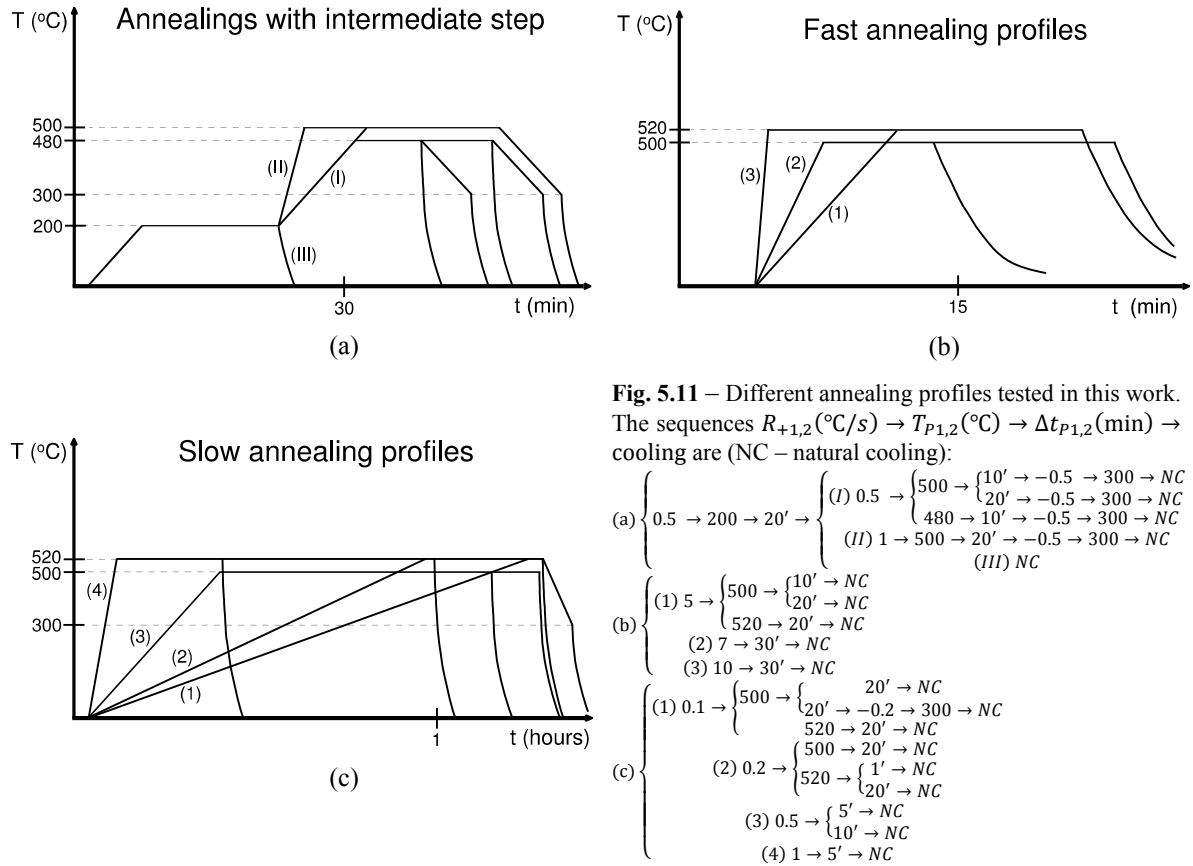 Annealings with intermediate step
T (ºC)
500
480
300
200
(II)
(I)
(III)
30
t (min)
(a)
Fast annealing profiles
T (ºC)
520
500
(3)
(2)
(1)
15
t (min)
(b)
Slow annealing profiles
T (ºC)
520
500
300
(4)
(3)
(2)
(1)
1
t (hours)
(c)
Fig. 5.11 – Different annealing profiles tested in this work.
The sequences R₊₁,₂(°C/s) → T_P1,2(°C) → Δt_P1,2(min) →
cooling are (NC – natural cooling):
(a) { 0.5 → 200 → 20′ → { (I) 0.5 → { 500 → { 10′ → −0.5 → 300 → NC
20′ → −0.5 → 300 → NC
480 → 10′ → −0.5 → 300 → NC
(II) 1 → 500 → 20′ → −0.5 → 300 → NC
(III) NC
(b) { (1) 5 → { 500 → { 10′ → NC
20′ → NC
520 → 20′ → NC
(2) 7 → 30′ → NC
(3) 10 → 30′ → NC
(c) { (1) 0.1 → { 500 → { 20′ → NC
20′ → −0.2 → 300 → NC
520 → 20′ → NC
(2) 0.2 → { 500 → 20′ → NC
520 → { 1′ → NC
20′ → NC
(3) 0.5 → { 5′ → NC
10′ → NC
(4) 1 → 5′ → NC